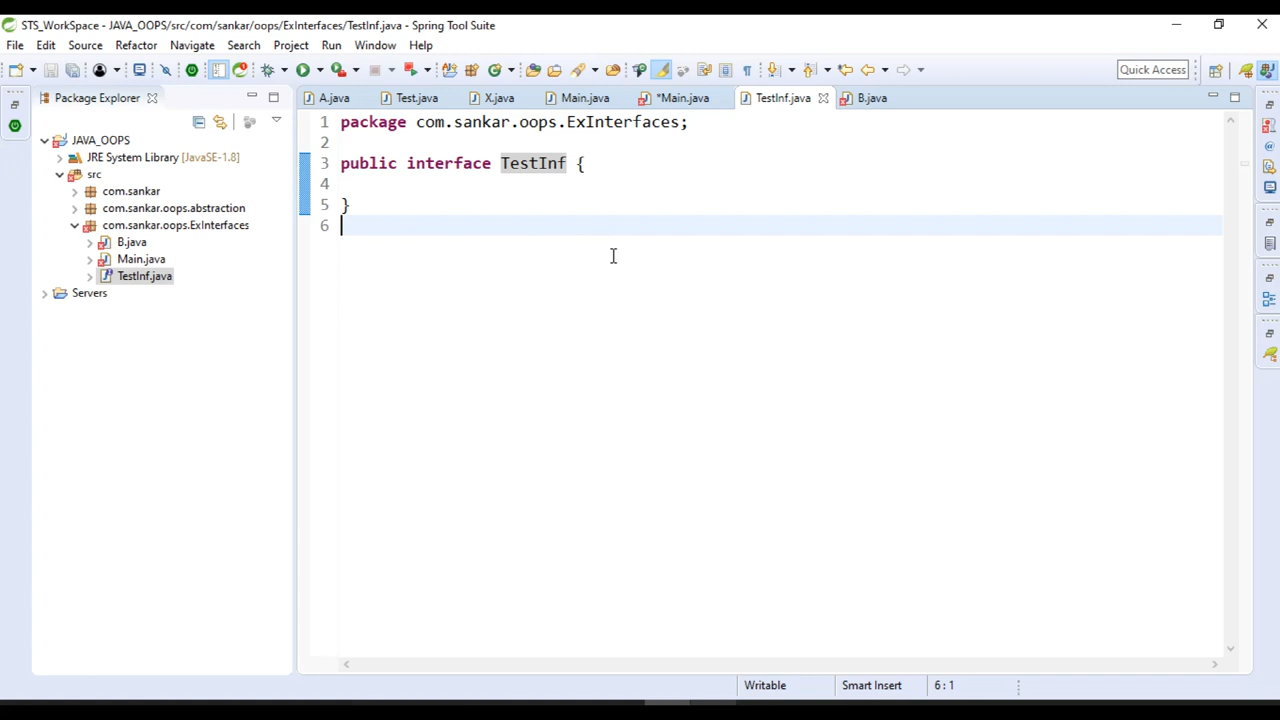 STS_WorkSpace - JAVA_OOPS/src/com/sankar/oops/ExInterfaces/TestInf.java - Spring Tool Suite
File Edit Source Refactor Navigate Search Project Run Window Help
Quick Access
Package Explorer
A.java
Test.java
X.java
Main.java
*Main.java
TestInf.java
B.java
JAVA_OOPS
JRE System Library [JavaSE-1.8]
src
com.sankar
com.sankar.oops.abstraction
com.sankar.oops.ExInterfaces
B.java
Main.java
TestInf.java
Servers
1 package com.sankar.oops.ExInterfaces;
2
3 public interface TestInf {
4
5 }
6
Writable
Smart Insert
6 : 1